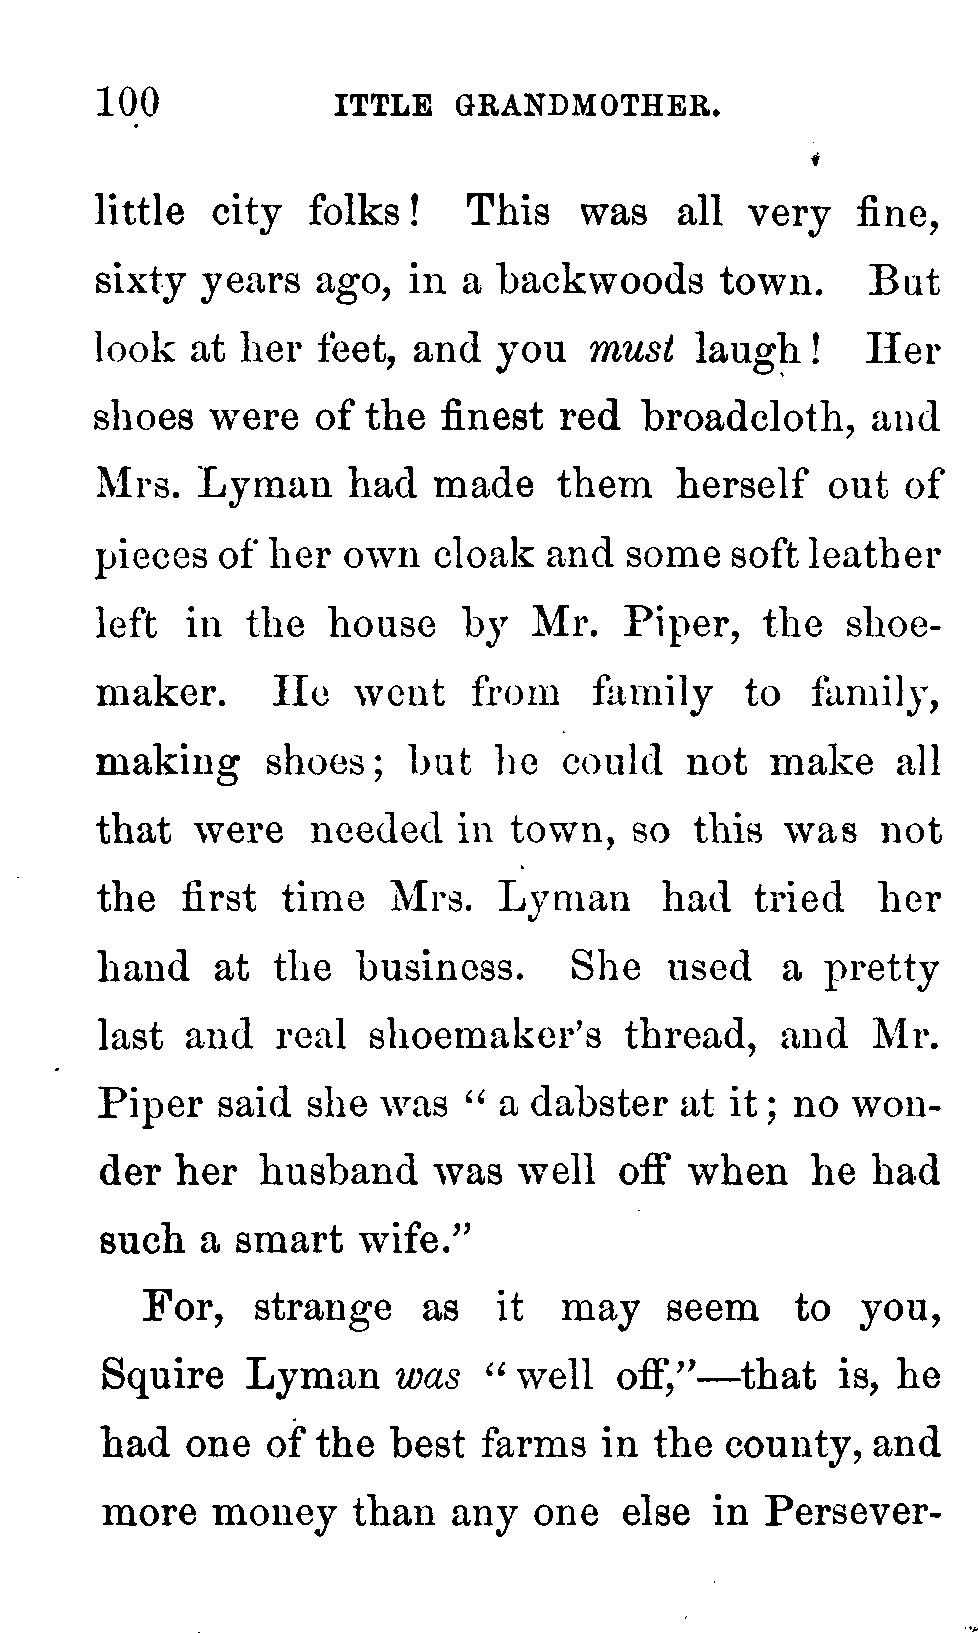 100 ITTLE GRANDMOTHER.
little city folks! This was all very fine,
sixty years ago, in a backwoods town. But
look at her feet, and you must laugh! Her
shoes were of the finest red broadcloth, and
Mrs. Lyman had made them herself out of
pieces of her own cloak and some soft leather
left in the house by Mr. Piper, the shoe-
maker. He went from family to family,
making shoes; but he could not make all
that were needed in town, so this was not
the first time Mrs. Lyman had tried her
hand at the business. She used a pretty
last and real shoemaker's thread, and Mr.
Piper said she was “ a dabster at it; no won-
der her husband was well off when he had
such a smart wife.”
For, strange as it may seem to you,
Squire Lyman was “ well off,”—that is, he
had one of the best farms in the county, and
more money than any one else in Persever-